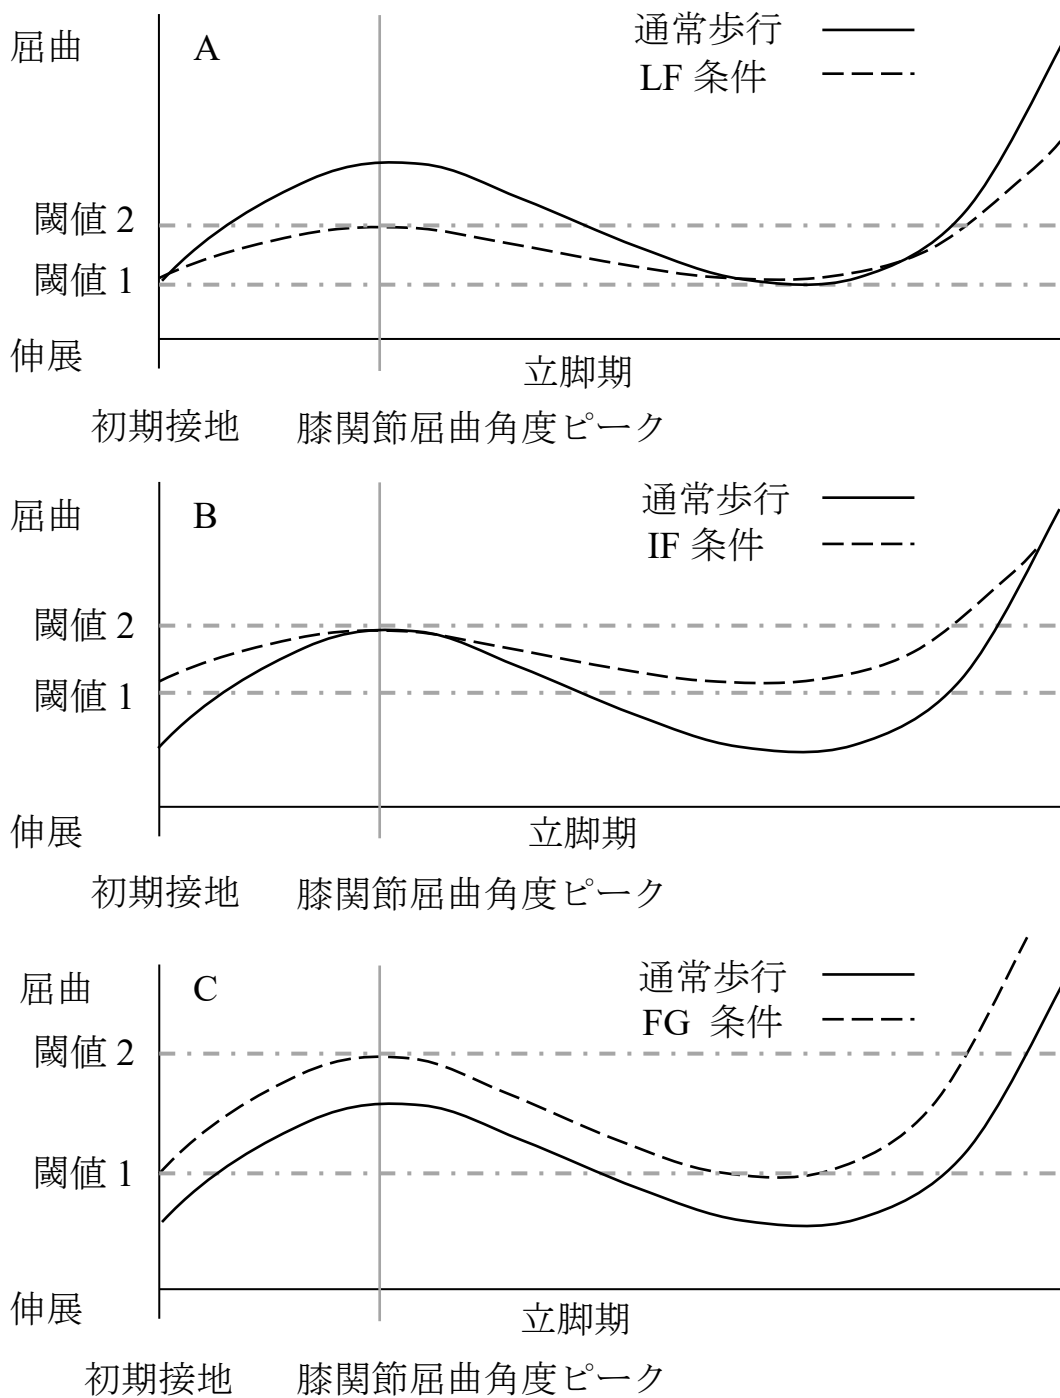 屈曲
A
通常歩行
LF 条件
閾値 2
閾値 1
伸展
立脚期
初期接地 膝関節屈曲角度ピーク
屈曲
B
通常歩行
IF 条件
閾値 2
閾値 1
伸展
立脚期
初期接地 膝関節屈曲角度ピーク
屈曲
C
通常歩行
FG 条件
閾値 2
閾値 1
伸展
立脚期
初期接地 膝関節屈曲角度ピーク